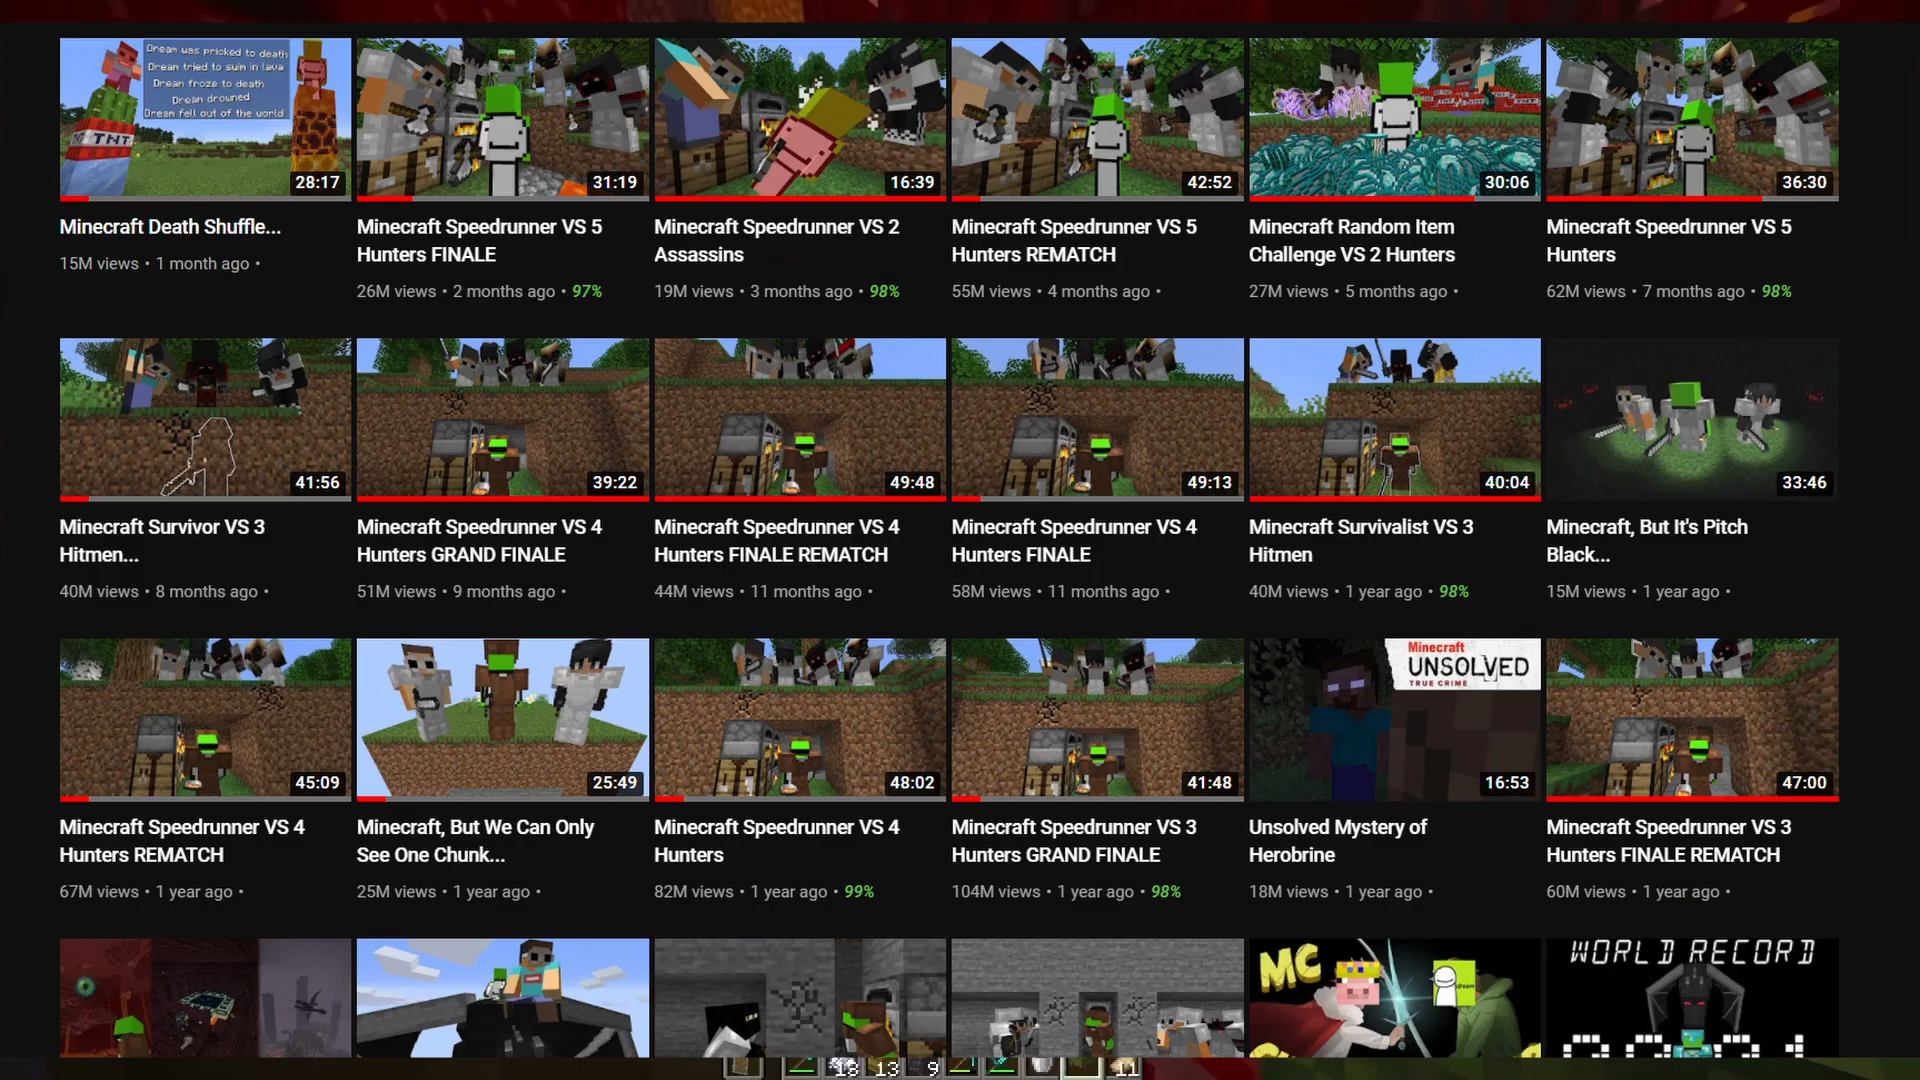 Dream was pricked to death
Dream tried to swim in lava
Dream froze to death
Dream drowned
Dream fell out of the world
TNT
28:17
31:19
16:39
42:52
30:06
36:30
Minecraft Death Shuffle...
15M views • 1 month ago •
Minecraft Speedrunner VS 5
Hunters FINALE
26M views • 2 months ago • 97%
Minecraft Speedrunner VS 2
Assassins
19M views • 3 months ago • 98%
Minecraft Speedrunner VS 5
Hunters REMATCH
55M views • 4 months ago •
Minecraft Random Item
Challenge VS 2 Hunters
27M views • 5 months ago •
Minecraft Speedrunner VS 5
Hunters
62M views • 7 months ago • 98%
41:56
39:22
49:48
49:13
40:04
33:46
Minecraft Survivor VS 3
Hitmen...
40M views • 8 months ago •
Minecraft Speedrunner VS 4
Hunters GRAND FINALE
51M views • 9 months ago •
Minecraft Speedrunner VS 4
Hunters FINALE REMATCH
44M views • 11 months ago •
Minecraft Speedrunner VS 4
Hunters FINALE
58M views • 11 months ago •
Minecraft Survivalist VS 3
Hitmen
40M views • 1 year ago • 98%
Minecraft, But It's Pitch
Black...
15M views • 1 year ago •
Minecraft
UNSOLVED
TRUE CRIME
45:09
25:49
48:02
41:48
16:53
47:00
Minecraft Speedrunner VS 4
Hunters REMATCH
67M views • 1 year ago •
Minecraft, But We Can Only
See One Chunk...
25M views • 1 year ago •
Minecraft Speedrunner VS 4
Hunters
82M views • 1 year ago • 99%
Minecraft Speedrunner VS 3
Hunters GRAND FINALE
104M views • 1 year ago • 98%
Unsolved Mystery of
Herobrine
18M views • 1 year ago •
Minecraft Speedrunner VS 3
Hunters FINALE REMATCH
60M views • 1 year ago •
MC
dream
WORLD RECORD
13
9
11